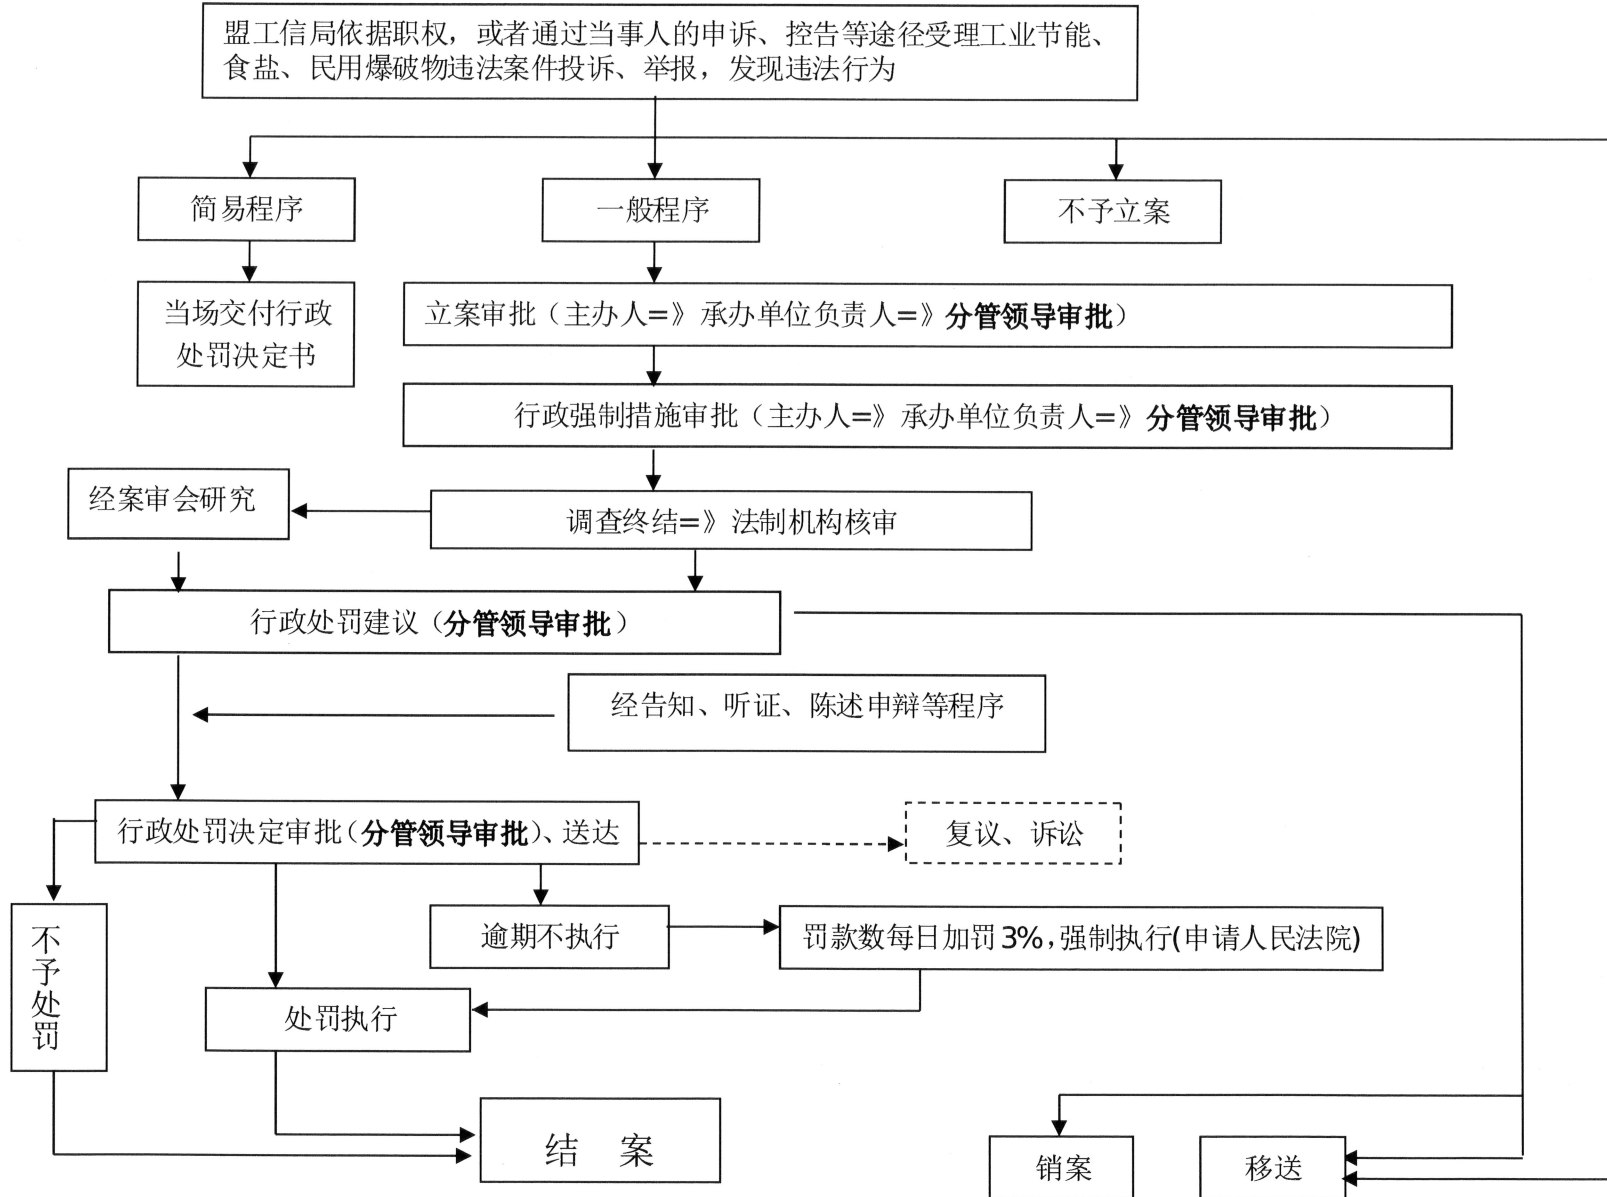 盟工信局依据职权，或者通过当事人的申诉、控告等途径受理工业节能、
食盐、民用爆破物违法案件投诉、举报，发现违法行为
简易程序
一般程序
不予立案
当场交付行政
处罚决定书
立案审批（主办人=》承办单位负责人=》分管领导审批）
行政强制措施审批（主办人=》承办单位负责人=》分管领导审批）
经案审会研究
调查终结=》法制机构核审
行政处罚建议（分管领导审批）
经告知、听证、陈述申辩等程序
行政处罚决定审批（分管领导审批）、送达
复议、诉讼
不予处罚
逾期不执行
罚款数每日加罚3%，强制执行(申请人民法院)
处罚执行
结 案
销案
移送